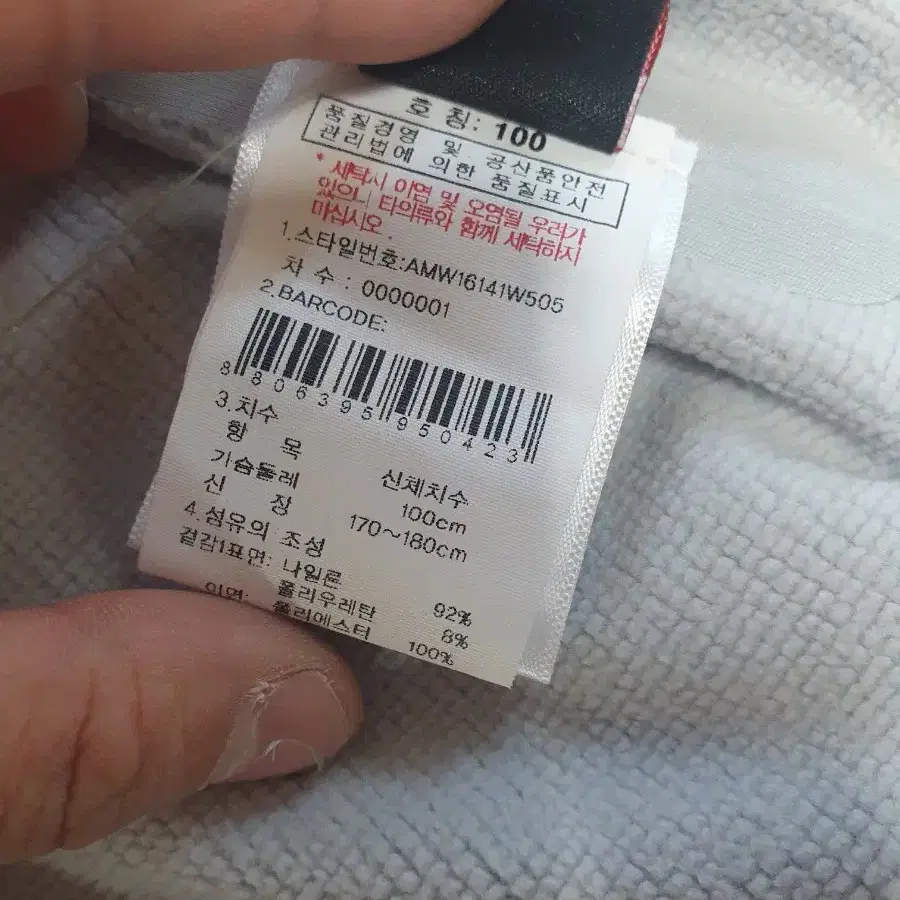 호 칭: 100
품질경영 및 공산품안전
관리법에 의한 품질표시
* 세탁시 이염 및 오염될 우려가
있으니 타의류와 함께 세탁하지
마십시오.
1.스타일번호:AMW16141W505
차 수 : 0000001
2.BARCODE:
8 806395 950423
3.치수
항 목 신체치수
가슴둘레 100cm
신 장 170~180cm
4.섬유의 조성
겉감1표면: 나일론 92%
폴리우레탄 8%
이면: 폴리에스터 100%